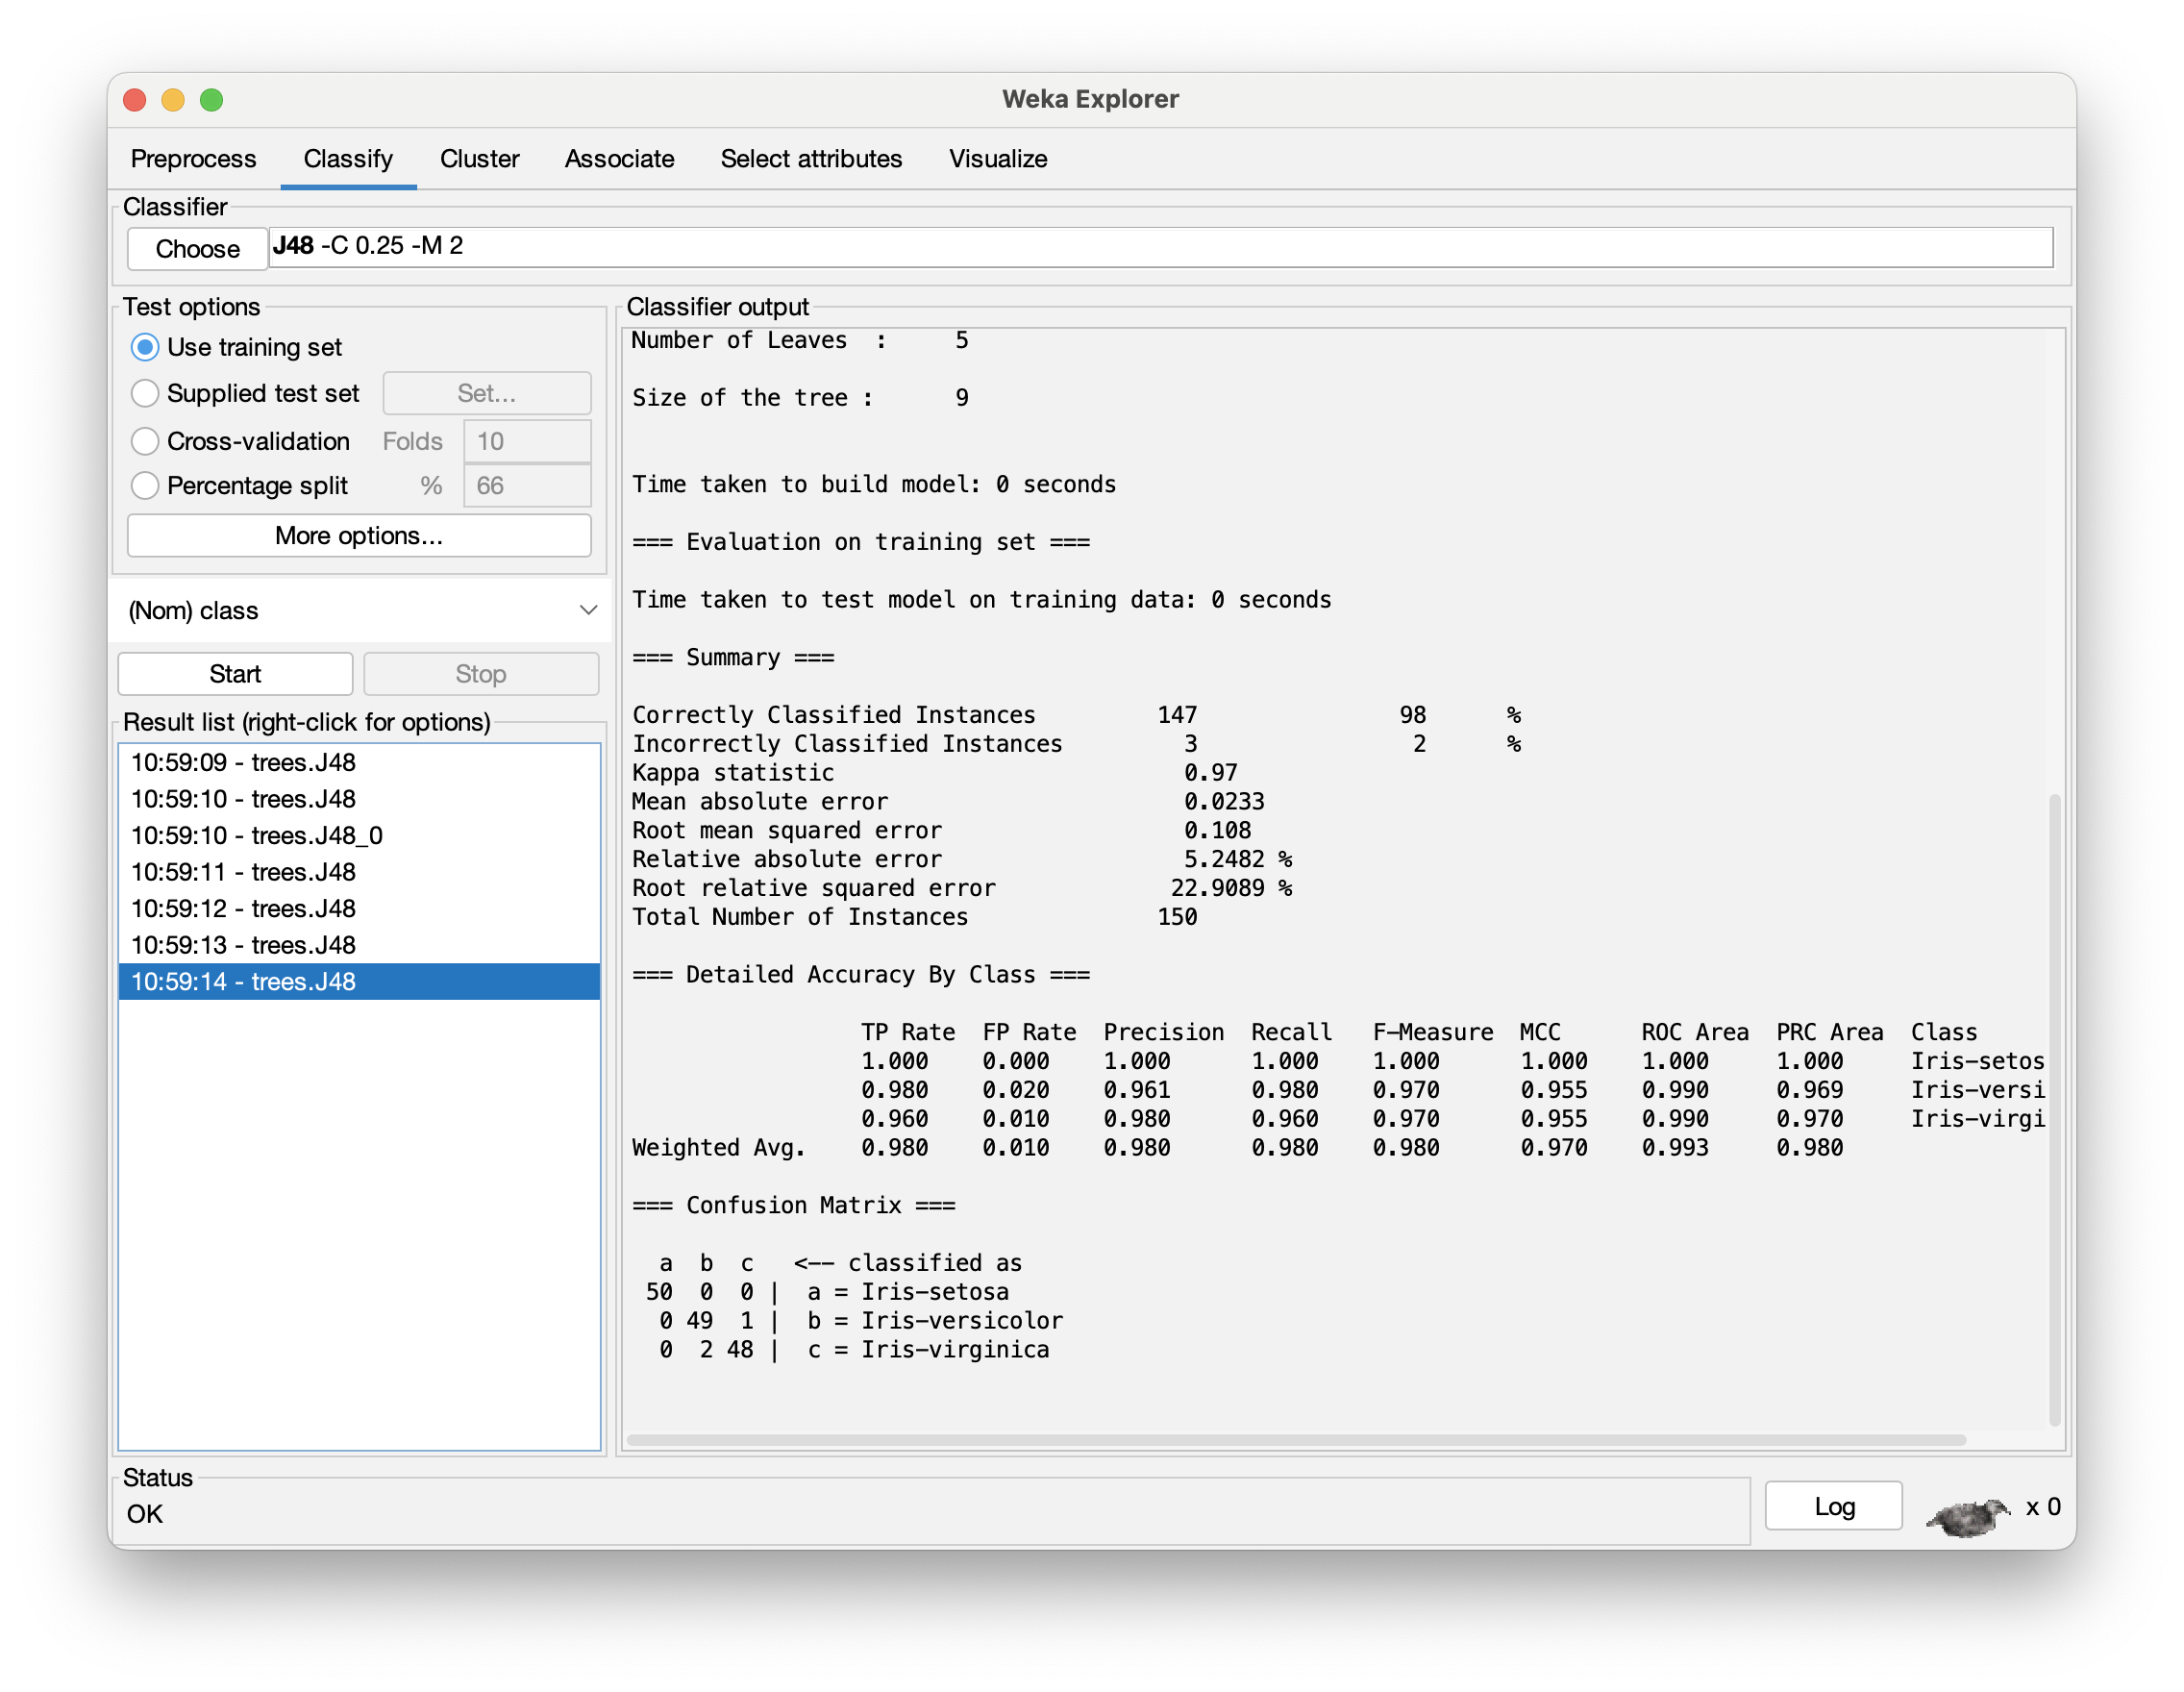 Weka Explorer
Preprocess Classify Cluster Associate Select attributes Visualize
Classifier
Choose J48 -C 0.25 -M 2
Test options
Use training set
Supplied test set Set...
Cross-validation Folds 10
Percentage split % 66
More options...
(Nom) class
Start Stop
Result list (right-click for options)
10:59:09 - trees.J48
10:59:10 - trees.J48
10:59:10 - trees.J48_0
10:59:11 - trees.J48
10:59:12 - trees.J48
10:59:13 - trees.J48
10:59:14 - trees.J48
Classifier output
Number of Leaves : 5
Size of the tree : 9
Time taken to build model: 0 seconds
=== Evaluation on training set ===
Time taken to test model on training data: 0 seconds
=== Summary ===
Correctly Classified Instances 147 98 %
Incorrectly Classified Instances 3 2 %
Kappa statistic 0.97
Mean absolute error 0.0233
Root mean squared error 0.108
Relative absolute error 5.2482 %
Root relative squared error 22.9089 %
Total Number of Instances 150
=== Detailed Accuracy By Class ===
TP Rate FP Rate Precision Recall F-Measure MCC ROC Area PRC Area Class
1.000 0.000 1.000 1.000 1.000 1.000 1.000 1.000 Iris-setos
0.980 0.020 0.961 0.980 0.970 0.955 0.990 0.969 Iris-versi
0.960 0.010 0.980 0.960 0.970 0.955 0.990 0.970 Iris-virgi
Weighted Avg. 0.980 0.010 0.980 0.980 0.980 0.970 0.993 0.980
=== Confusion Matrix ===
a b c <-- classified as
50 0 0 | a = Iris-setosa
0 49 1 | b = Iris-versicolor
0 2 48 | c = Iris-virginica
Status
OK
Log x 0